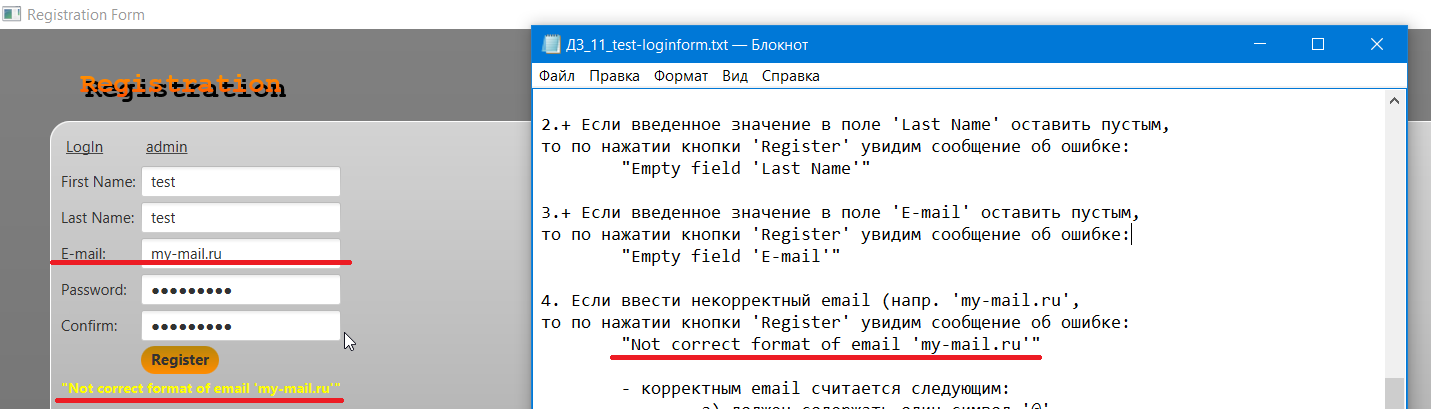 Registration Form
Registration
LogIn admin
First Name: test
Last Name: test
E-mail: my-mail.ru
Password: ●●●●●●●●●
Confirm: ●●●●●●●●●
Register
"Not correct format of email 'my-mail.ru'"
ДЗ_11_test-loginform.txt — Блокнот
Файл Правка Формат Вид Справка
2.+ Если введенное значение в поле 'Last Name' оставить пустым,
то по нажатии кнопки 'Register' увидим сообщение об ошибке:
"Empty field 'Last Name'"
3.+ Если введенное значение в поле 'E-mail' оставить пустым,
то по нажатии кнопки 'Register' увидим сообщение об ошибке:
"Empty field 'E-mail'"
4. Если ввести некорректный email (напр. 'my-mail.ru',
то по нажатии кнопки 'Register' увидим сообщение об ошибке:
"Not correct format of email 'my-mail.ru'"
- корректным email считается следующим:
а) должен содержать один символ '@'